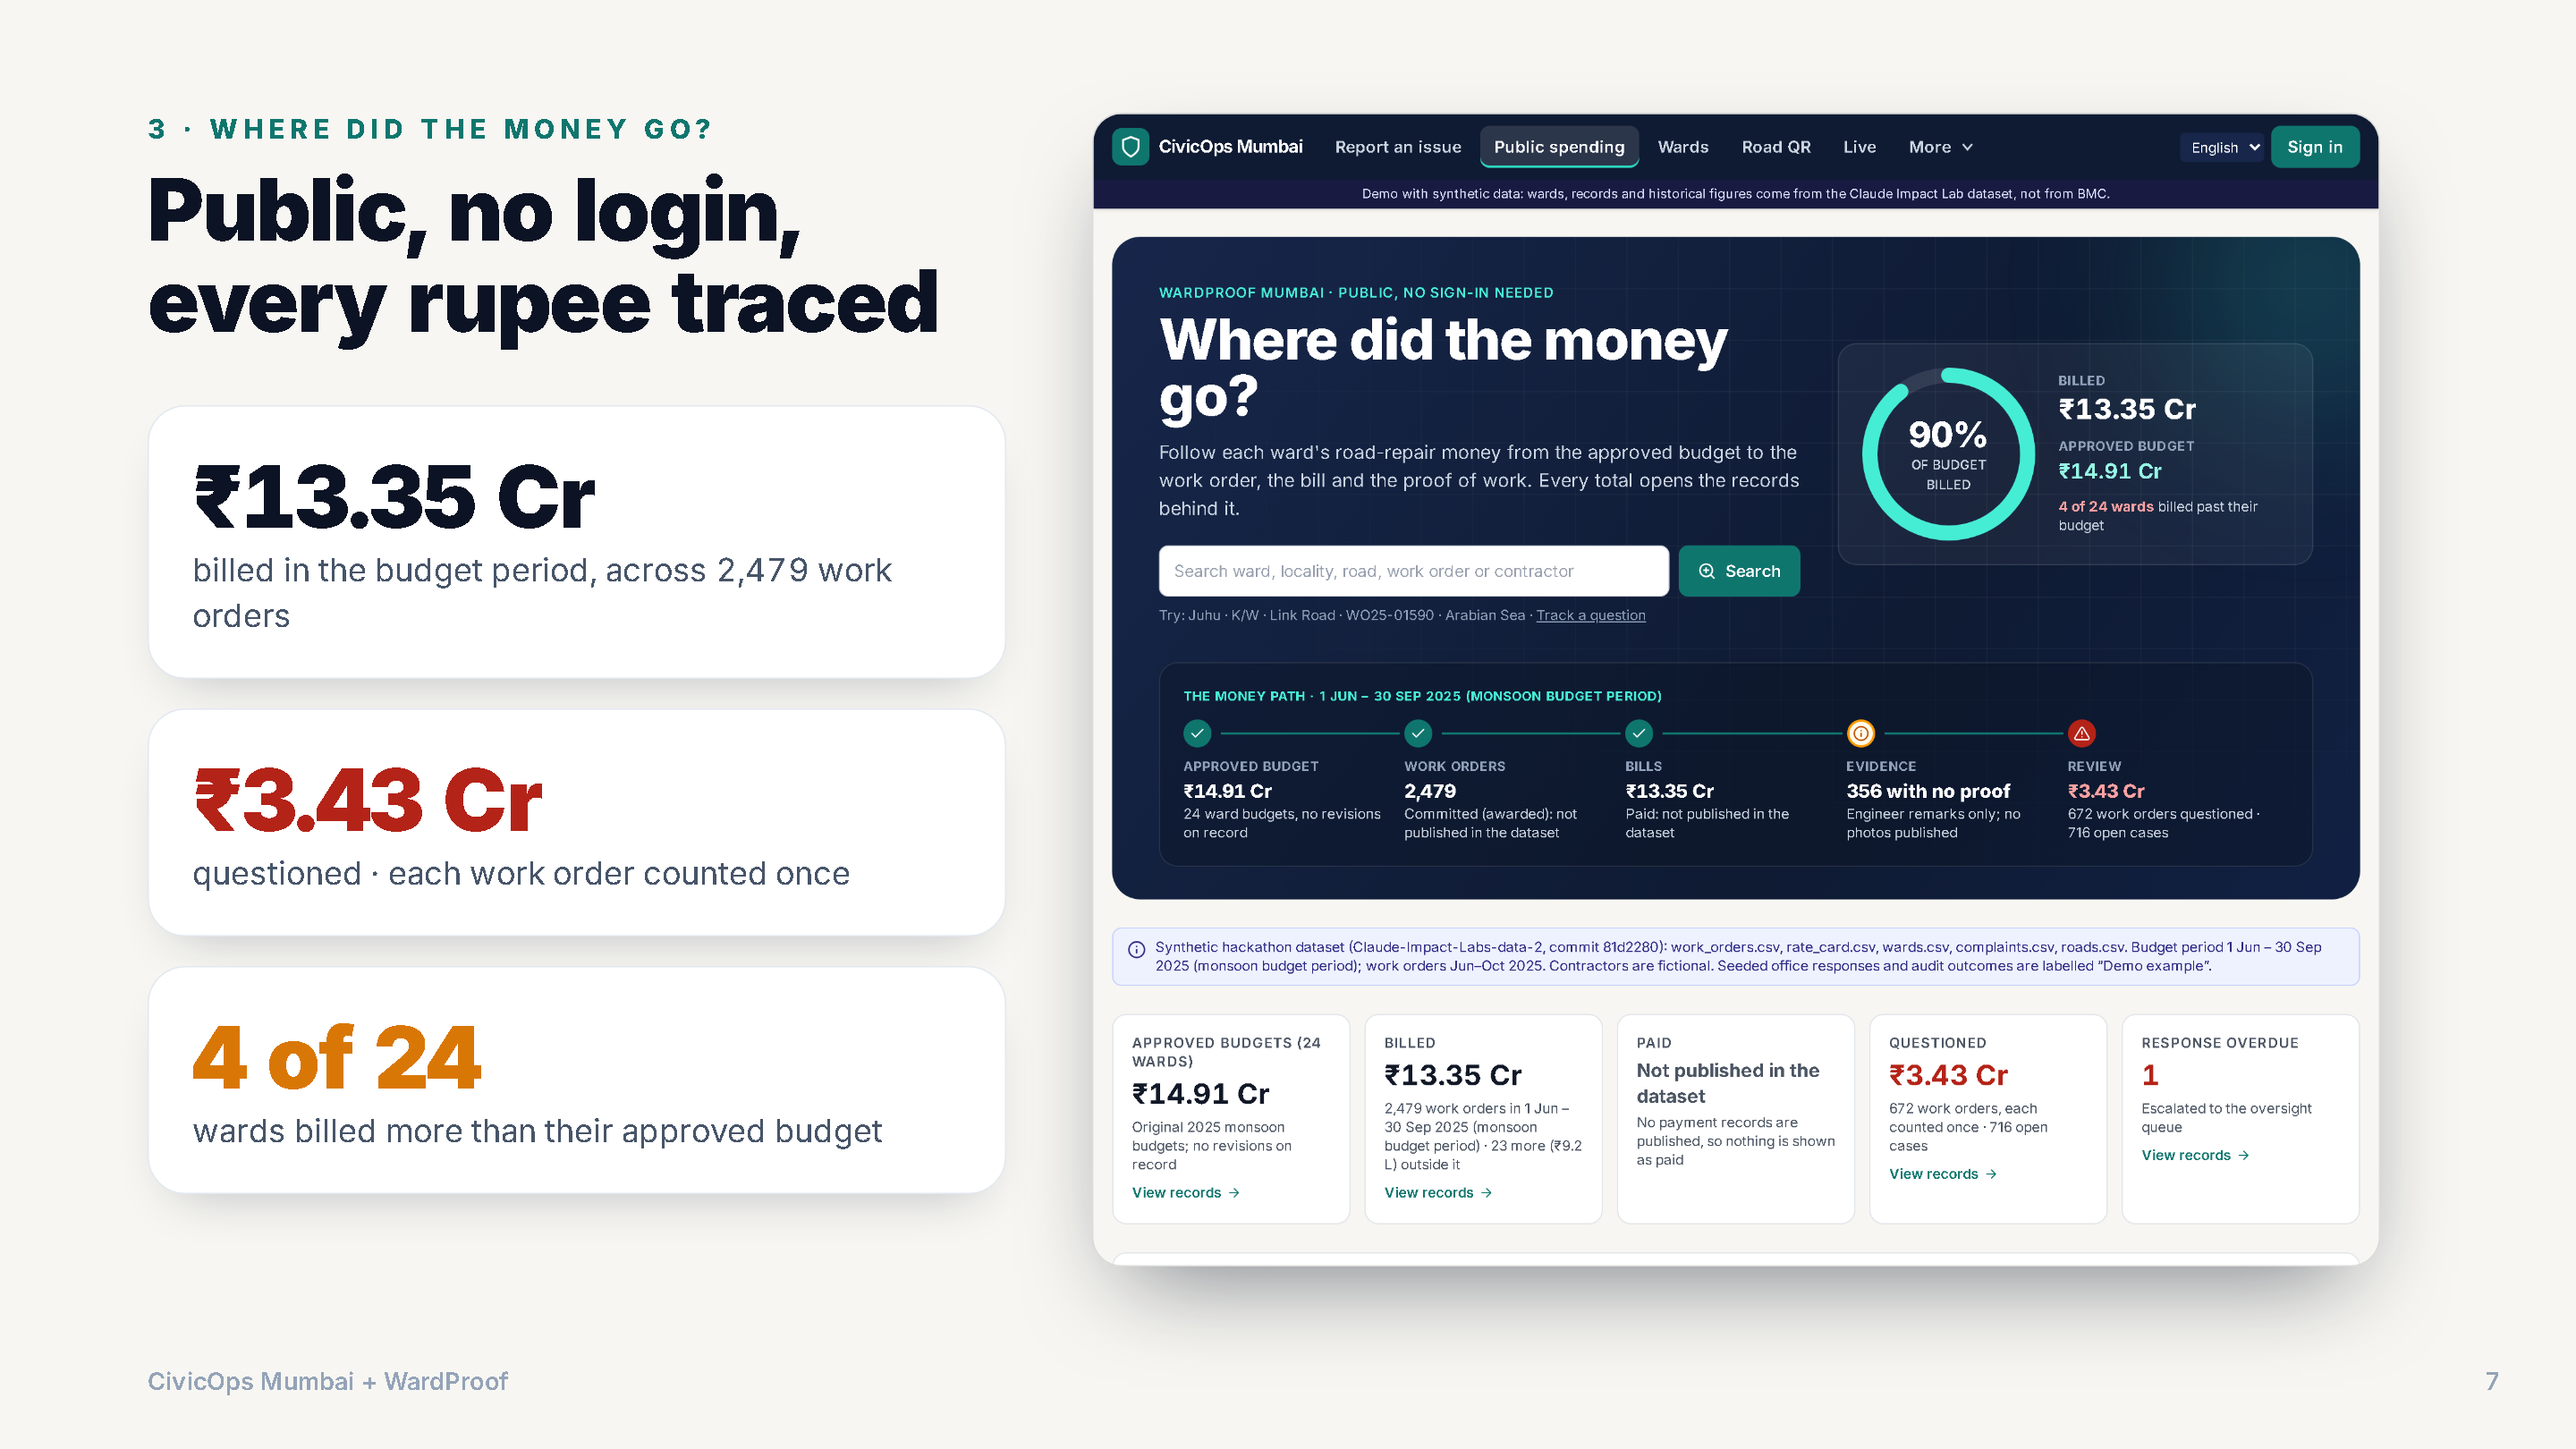 3 · WHERE DID THE MONEY GO?
Public, no login,
every rupee traced
₹13.35 Cr
billed in the budget period, across 2,479 work
orders
₹3.43 Cr
questioned · each work order counted once
4 of 24
wards billed more than their approved budget
CivicOps Mumbai
Report an issue
Public spending
Wards
Road QR
Live
More
English
Sign in
Demo with synthetic data: wards, records and historical figures come from the Claude Impact Lab dataset, not from BMC.
WARDPROOF MUMBAI · PUBLIC, NO SIGN-IN NEEDED
Where did the money
go?
Follow each ward's road-repair money from the approved budget to the
work order, the bill and the proof of work. Every total opens the records
behind it.
Search ward, locality, road, work order or contractor
Search
Try: Juhu · K/W · Link Road · WO25-01590 · Arabian Sea · Track a question
90%
OF BUDGET
BILLED
BILLED
₹13.35 Cr
APPROVED BUDGET
₹14.91 Cr
4 of 24 wards billed past their
budget
THE MONEY PATH · 1 JUN – 30 SEP 2025 (MONSOON BUDGET PERIOD)
APPROVED BUDGET
₹14.91 Cr
24 ward budgets, no revisions
on record
WORK ORDERS
2,479
Committed (awarded): not
published in the dataset
BILLS
₹13.35 Cr
Paid: not published in the
dataset
EVIDENCE
356 with no proof
Engineer remarks only; no
photos published
REVIEW
₹3.43 Cr
672 work orders questioned ·
716 open cases
Synthetic hackathon dataset (Claude-Impact-Labs-data-2, commit 81d2280): work_orders.csv, rate_card.csv, wards.csv, complaints.csv, roads.csv. Budget period 1 Jun – 30 Sep
2025 (monsoon budget period); work orders Jun–Oct 2025. Contractors are fictional. Seeded office responses and audit outcomes are labelled “Demo example”.
APPROVED BUDGETS (24
WARDS)
₹14.91 Cr
Original 2025 monsoon
budgets; no revisions on
record
View records →
BILLED
₹13.35 Cr
2,479 work orders in 1 Jun –
30 Sep 2025 (monsoon
budget period) · 23 more (₹9.2
L) outside it
View records →
PAID
Not published in the
dataset
No payment records are
published, so nothing is shown
as paid
QUESTIONED
₹3.43 Cr
672 work orders, each
counted once · 716 open
cases
View records →
RESPONSE OVERDUE
1
Escalated to the oversight
queue
View records →
CivicOps Mumbai + WardProof
7